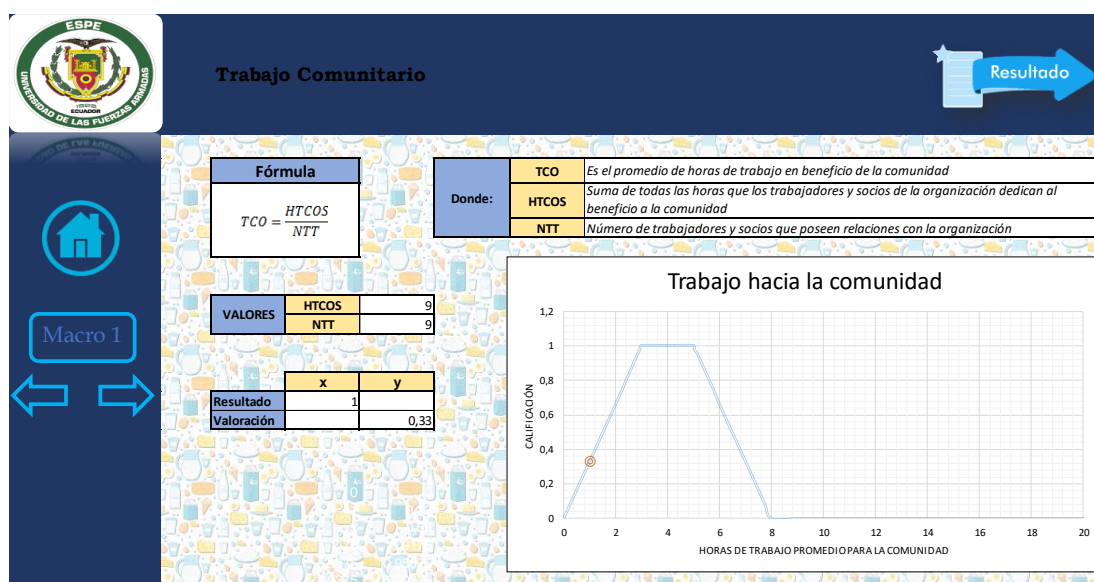 ESPE
UNIVERSIDAD DE LAS FUERZAS ARMADAS
1922
ECUADOR
Trabajo Comunitario
Resultado
Macro 1
Fórmula
TCO = HTCOS / NTT
Donde:
TCO Es el promedio de horas de trabajo en beneficio de la comunidad
HTCOS Suma de todas las horas que los trabajadores y socios de la organización dedican al
beneficio a la comunidad
NTT Número de trabajadores y socios que poseen relaciones con la organización
VALORES
HTCOS 9
NTT 9
x y
Resultado 1
Valoración 0,33
0
Trabajo hacia la comunidad
CALIFICACIÓN
1,2
1
0,8
0,6
0,4
0,2
0
0 2 4 6 8 10 12 14 16 18 20
HORAS DE TRABAJO PROMEDIO PARA LA COMUNIDAD